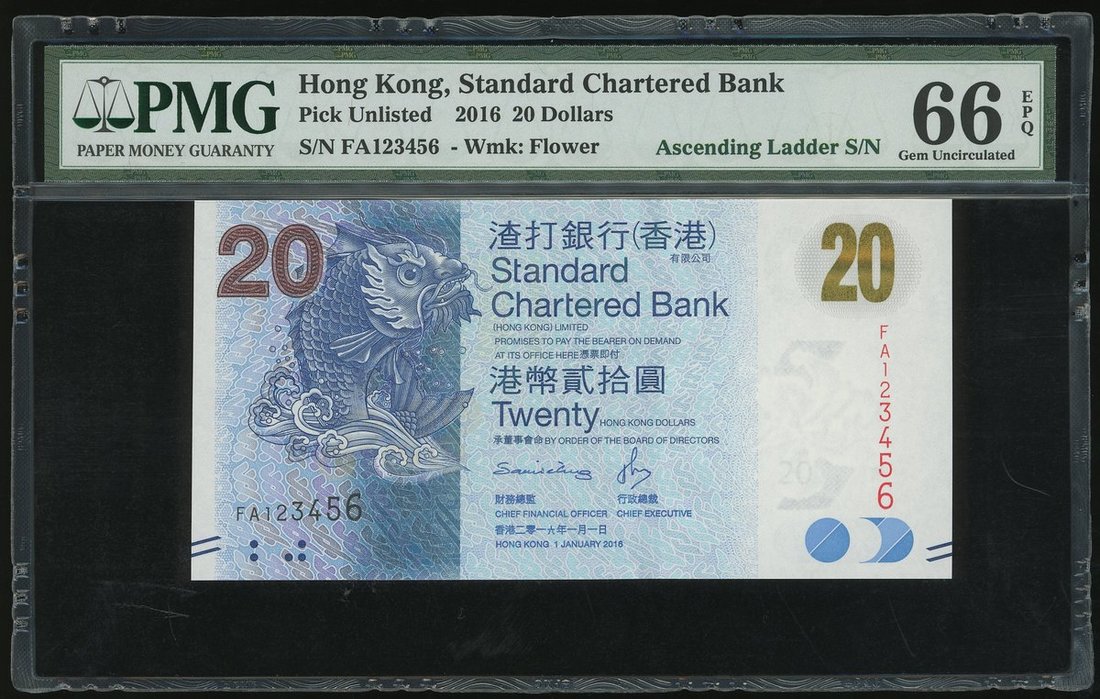 PMG
PAPER MONEY GUARANTY
Hong Kong, Standard Chartered Bank
Pick Unlisted 2016 20 Dollars
S/N FA123456 - Wmk: Flower
Ascending Ladder S/N
66
EPQ
Gem Uncirculated
20
渣打銀行(香港)
有限公司
Standard
Chartered Bank
(HONG KONG) LIMITED
PROMISES TO PAY THE BEARER ON DEMAND
AT ITS OFFICE HERE憑票即付
港幣貳拾圓
Twenty HONG KONG DOLLARS
承董事會命 BY ORDER OF THE BOARD OF DIRECTORS
財務總監 行政總裁
CHIEF FINANCIAL OFFICER CHIEF EXECUTIVE
香港二零一六年一月一日
HONG KONG 1 JANUARY 2016
FA123456
20
FA123456
20